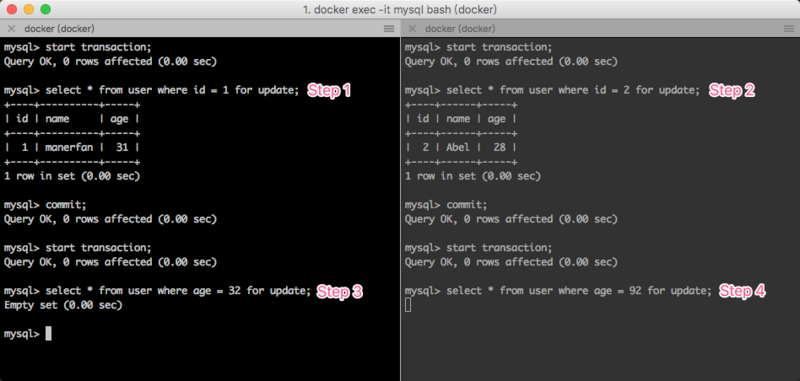 1. docker exec -it mysql bash (docker)
docker (docker)
mysql> start transaction;
Query OK, 0 rows affected (0.00 sec)
mysql> select * from user where id = 1 for update; Step 1
+----+----------+-----+
| id | name     | age |
+----+----------+-----+
|  1 | manerfan |  31 |
+----+----------+-----+
1 row in set (0.00 sec)
mysql> commit;
Query OK, 0 rows affected (0.00 sec)
mysql> start transaction;
Query OK, 0 rows affected (0.00 sec)
mysql> select * from user where age = 32 for update; Step 3
Empty set (0.00 sec)
mysql>
docker (docker)
mysql> start transaction;
Query OK, 0 rows affected (0.00 sec)
mysql> select * from user where id = 2 for update; Step 2
+----+------+-----+
| id | name | age |
+----+------+-----+
|  2 | Abel |  28 |
+----+------+-----+
1 row in set (0.00 sec)
mysql> commit;
Query OK, 0 rows affected (0.00 sec)
mysql> start transaction;
Query OK, 0 rows affected (0.00 sec)
mysql> select * from user where age = 92 for update; Step 4